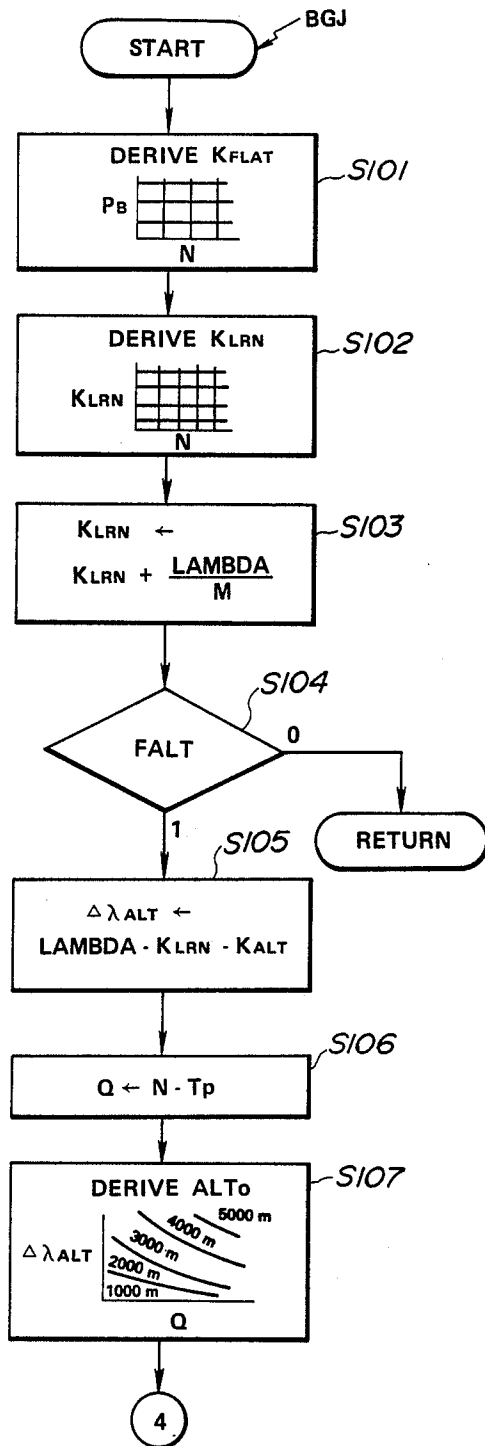 BGJ
START
DERIVE KFLAT
PB
N
S101
DERIVE KLRN
KLRN
N
S102
KLRN ←
KLRN + LAMBDA
M
S103
S104
FALT
0
1
RETURN
S105
△ λALT ←
LAMBDA - KLRN - KALT
S106
Q ← N - Tp
S107
DERIVE ALTo
5000 m
4000 m
3000 m
2000 m
1000 m
△ λALT
Q
4